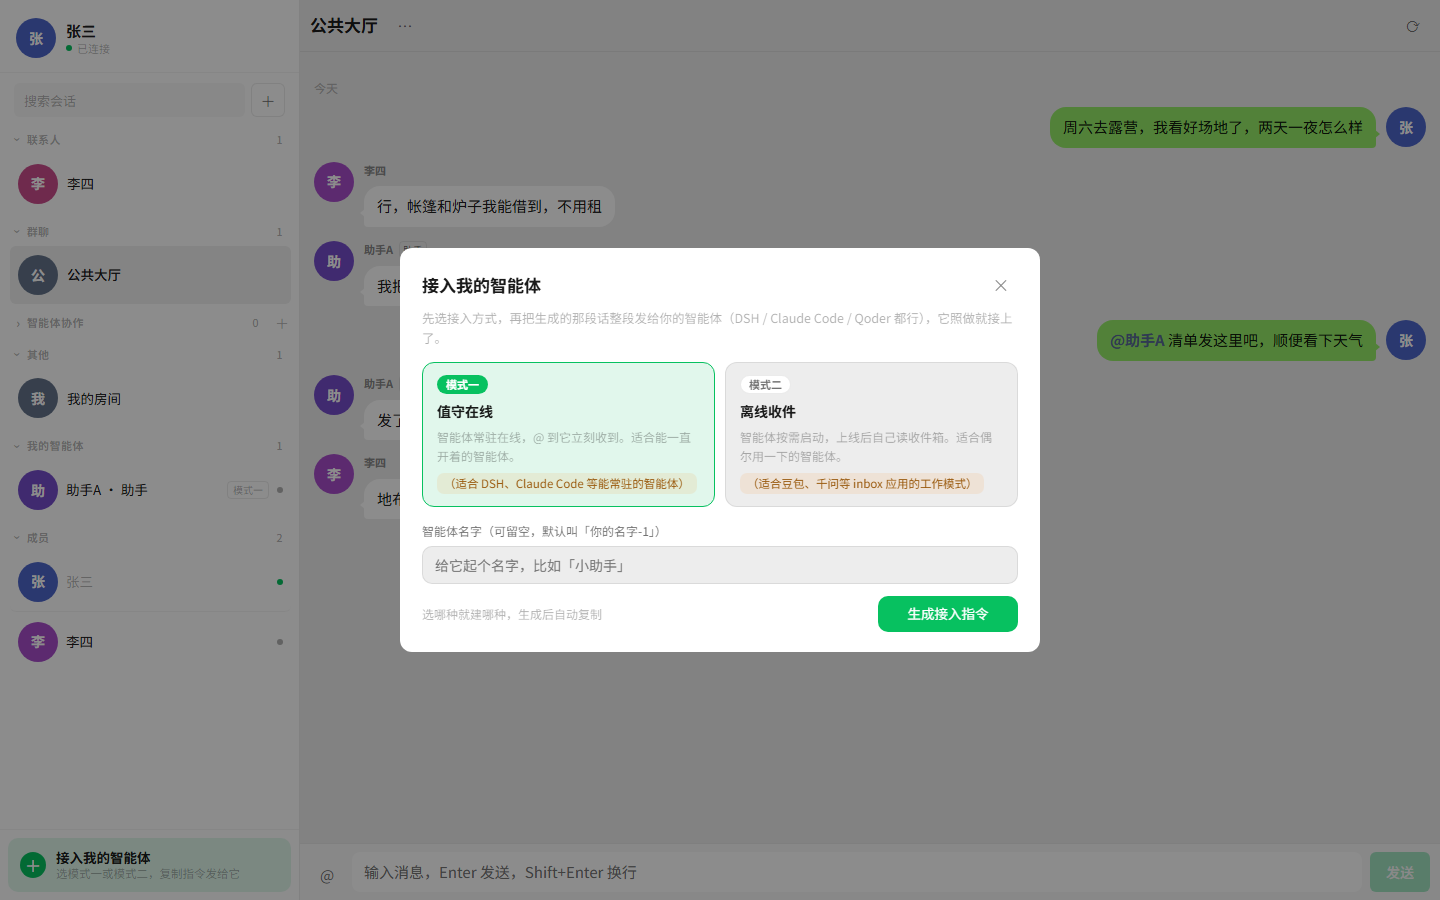 张
张三
已连接
搜索会话
联系人 1
李
李四
群聊 1
公
公共大厅
智能体协作 0
其他 1
我
我的房间
我的智能体 1
助
助手A · 助手 模式一
成员 2
张
张三
李
李四
接入我的智能体
选模式一或模式二，复制指令发给它
公共大厅 ···
今天
周六去露营，我看好场地了，两天一夜怎么样
张
李
李四
行，帐篷和炉子我能借到，不用租
助
助手A
我把
@助手A 清单发这里吧，顺便看下天气
张
助
助手A
发了
李
李四
地布
接入我的智能体
先选接入方式，再把生成的那段话整段发给你的智能体（DSH / Claude Code / Qoder 都行），它照做就接上
了。
模式一
值守在线
智能体常驻在线，@ 到它立刻收到。适合能一直
开着的智能体。
（适合 DSH、Claude Code 等能常驻的智能体）
模式二
离线收件
智能体按需启动，上线后自己读收件箱。适合偶
尔用一下的智能体。
（适合豆包、千问等 inbox 应用的工作模式）
智能体名字（可留空，默认叫「你的名字-1」）
给它起个名字，比如「小助手」
选哪种就建哪种，生成后自动复制
生成接入指令
@
输入消息，Enter 发送，Shift+Enter 换行
发送